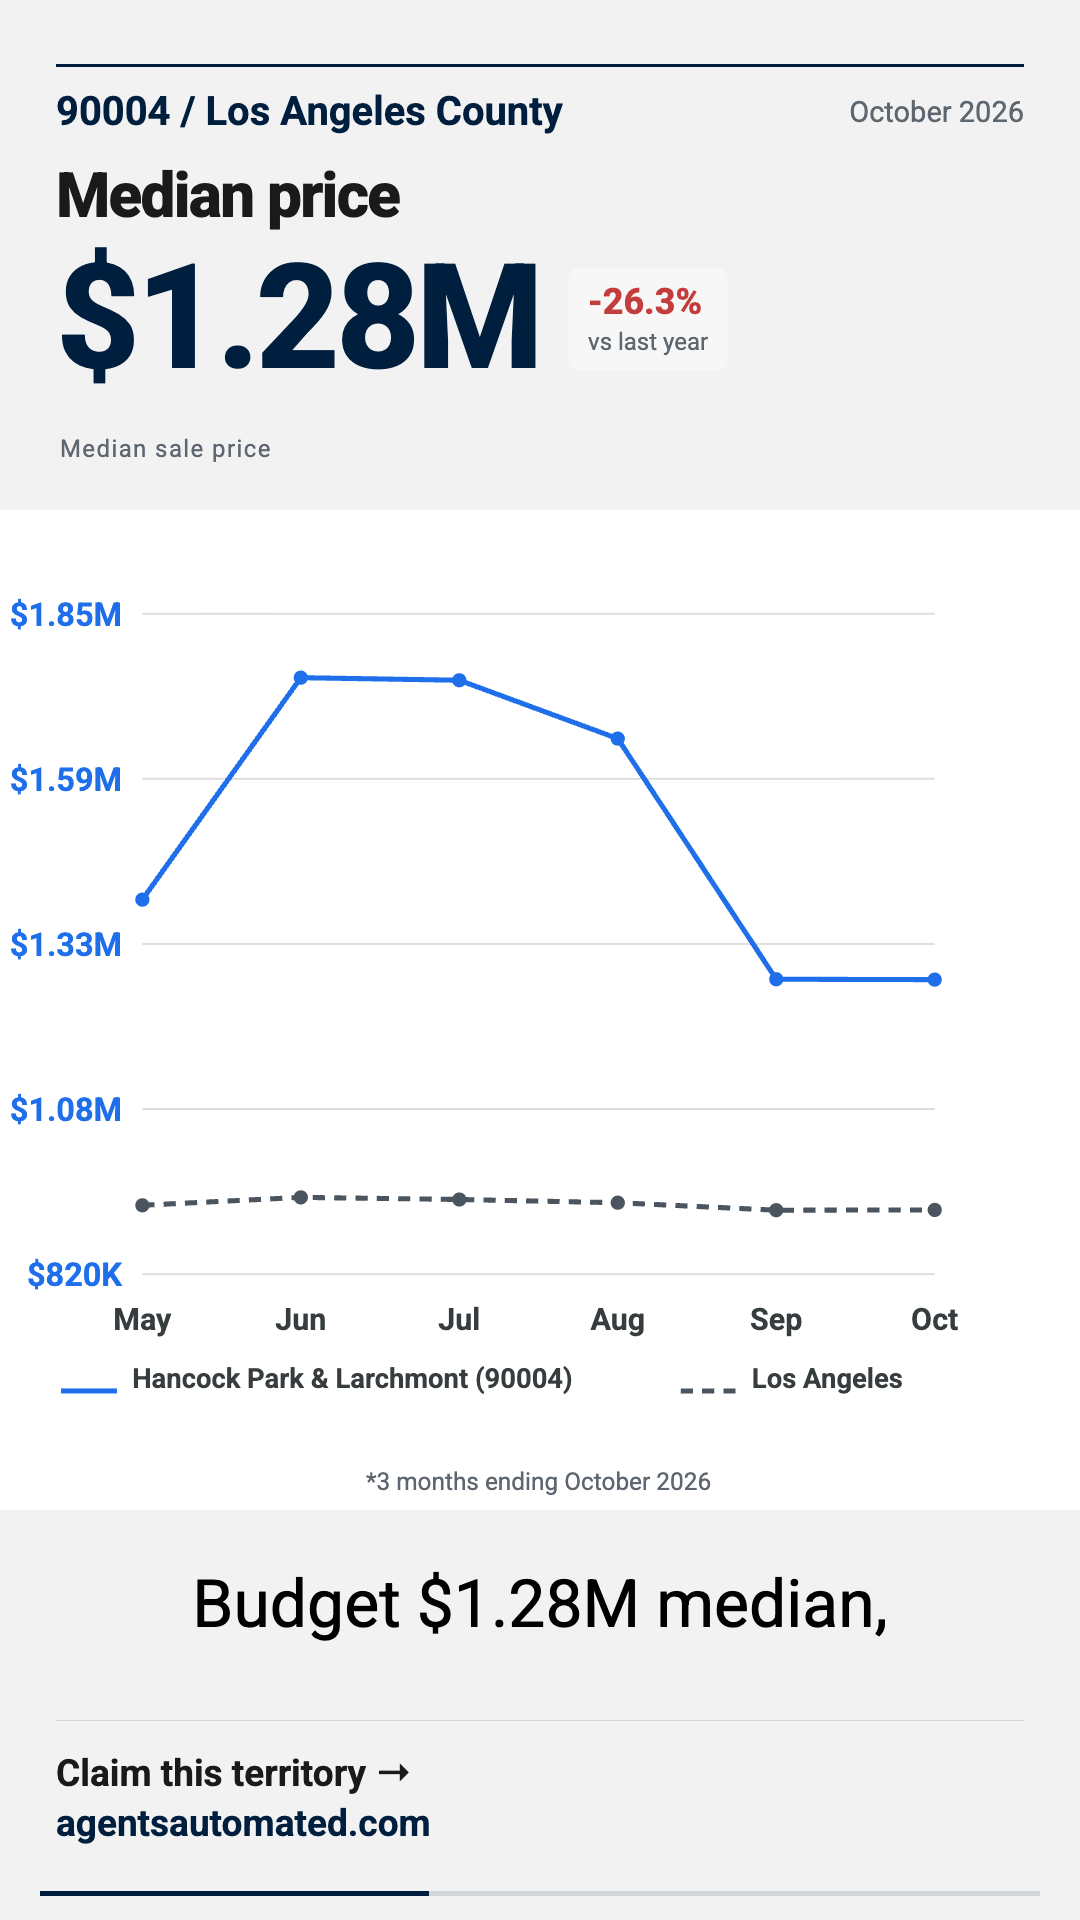 90004 / Los Angeles County
October 2026
Median price
$1.28M
-26.3%
vs last year
Median sale price
$1.85M
$1.59M
$1.33M
$1.08M
$820K
May Jun Jul Aug Sep Oct
Hancock Park & Larchmont (90004)
Los Angeles
*3 months ending October 2026
Budget $1.28M median,
Claim this territory →
agentsautomated.com